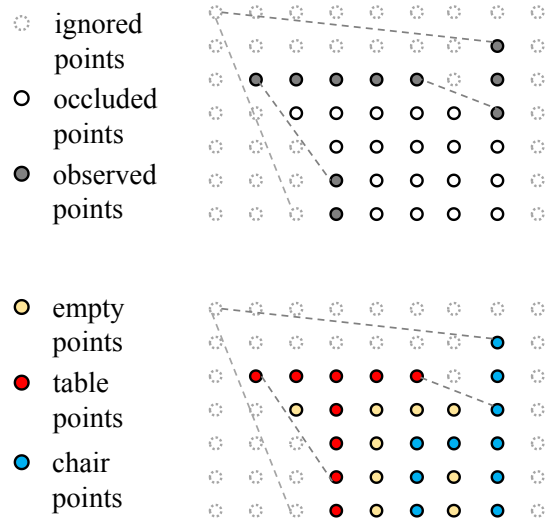 ignored
points
occluded
points
observed
points
empty
points
table
points
chair
points